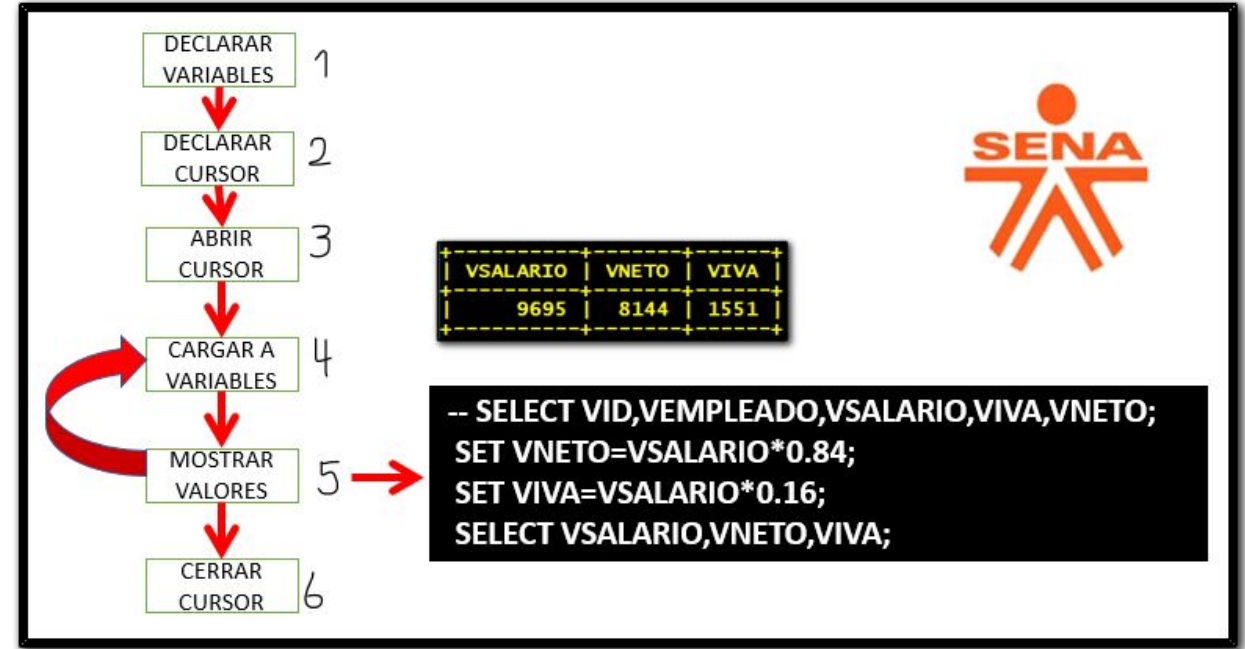 DECLARAR
VARIABLES
1
DECLARAR
CURSOR
2
ABRIR
CURSOR
3
CARGAR A
VARIABLES
4
MOSTRAR
VALORES
5
CERRAR
CURSOR
6
SENA
+----------+-------+------+
| VSALARIO | VNETO | VIVA |
+----------+-------+------+
| 9695 | 8144 | 1551 |
+----------+-------+------+
-- SELECT VID,VEMPLEADO,VSALARIO,VIVA,VNETO;
SET VNETO=VSALARIO*0.84;
SET VIVA=VSALARIO*0.16;
SELECT VSALARIO,VNETO,VIVA;